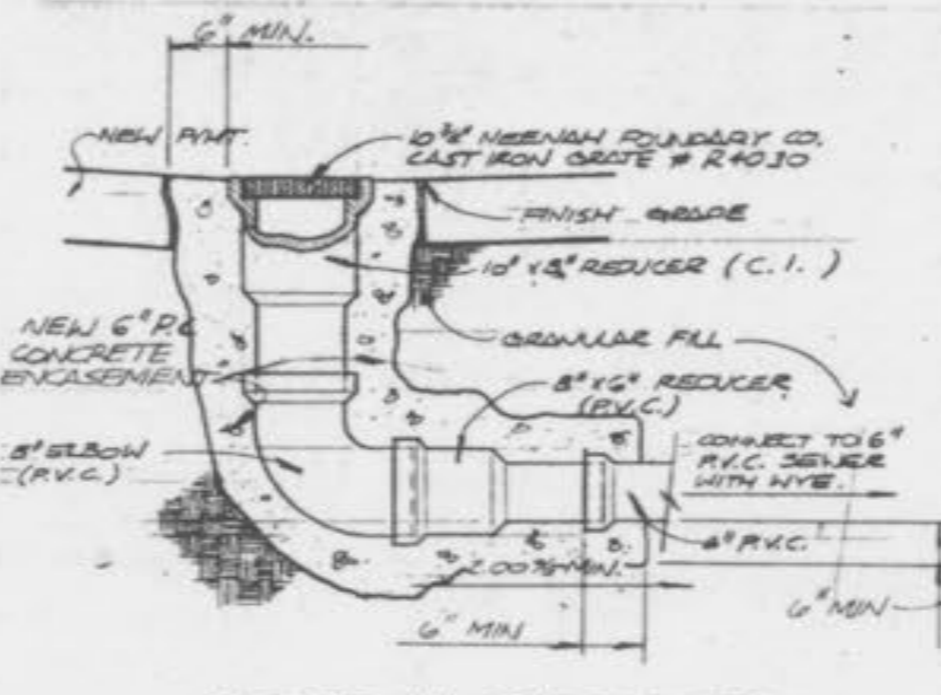 6" MIN.
NEW P.M'T.
10 3/4" NEENAH FOUNDARY CO.
CAST IRON GRATE # R4030
FINISH GRADE
10" x 8" REDUCER (C.I.)
NEW 6" P.C.
CONCRETE
ENCASEMENT
GRANULAR FILL
8" x 6" REDUCER
(P.V.C.)
8" ELBOW
(P.V.C.)
CONNECT TO 6"
P.V.C. SEWER
WITH WYE.
6" P.V.C.
2.00% MIN.
6" MIN
6" MIN